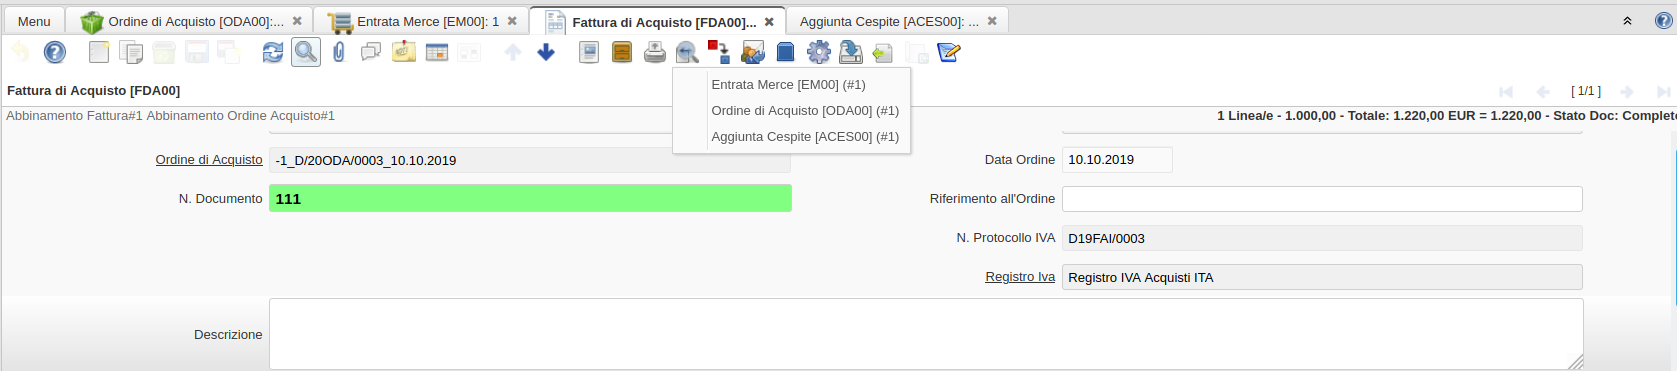 Menu
Ordine di Acquisto [ODA00]:...
Entrata Merce [EM00]: 1
Fattura di Acquisto [FDA00]...
Aggiunta Cespite [ACES00]: ...
Entrata Merce [EM00] (#1)
Ordine di Acquisto [ODA00] (#1)
Aggiunta Cespite [ACES00] (#1)
Fattura di Acquisto [FDA00]
[ 1/1 ]
Abbinamento Fattura#1 Abbinamento Ordine Acquisto#1
1 Linea/e - 1.000,00 - Totale: 1.220,00 EUR = 1.220,00 - Stato Doc: Complet
Ordine di Acquisto
-1_D/20ODA/0003_10.10.2019
Data Ordine
10.10.2019
N. Documento
111
Riferimento all'Ordine
N. Protocollo IVA
D19FAI/0003
Registro Iva
Registro IVA Acquisti ITA
Descrizione